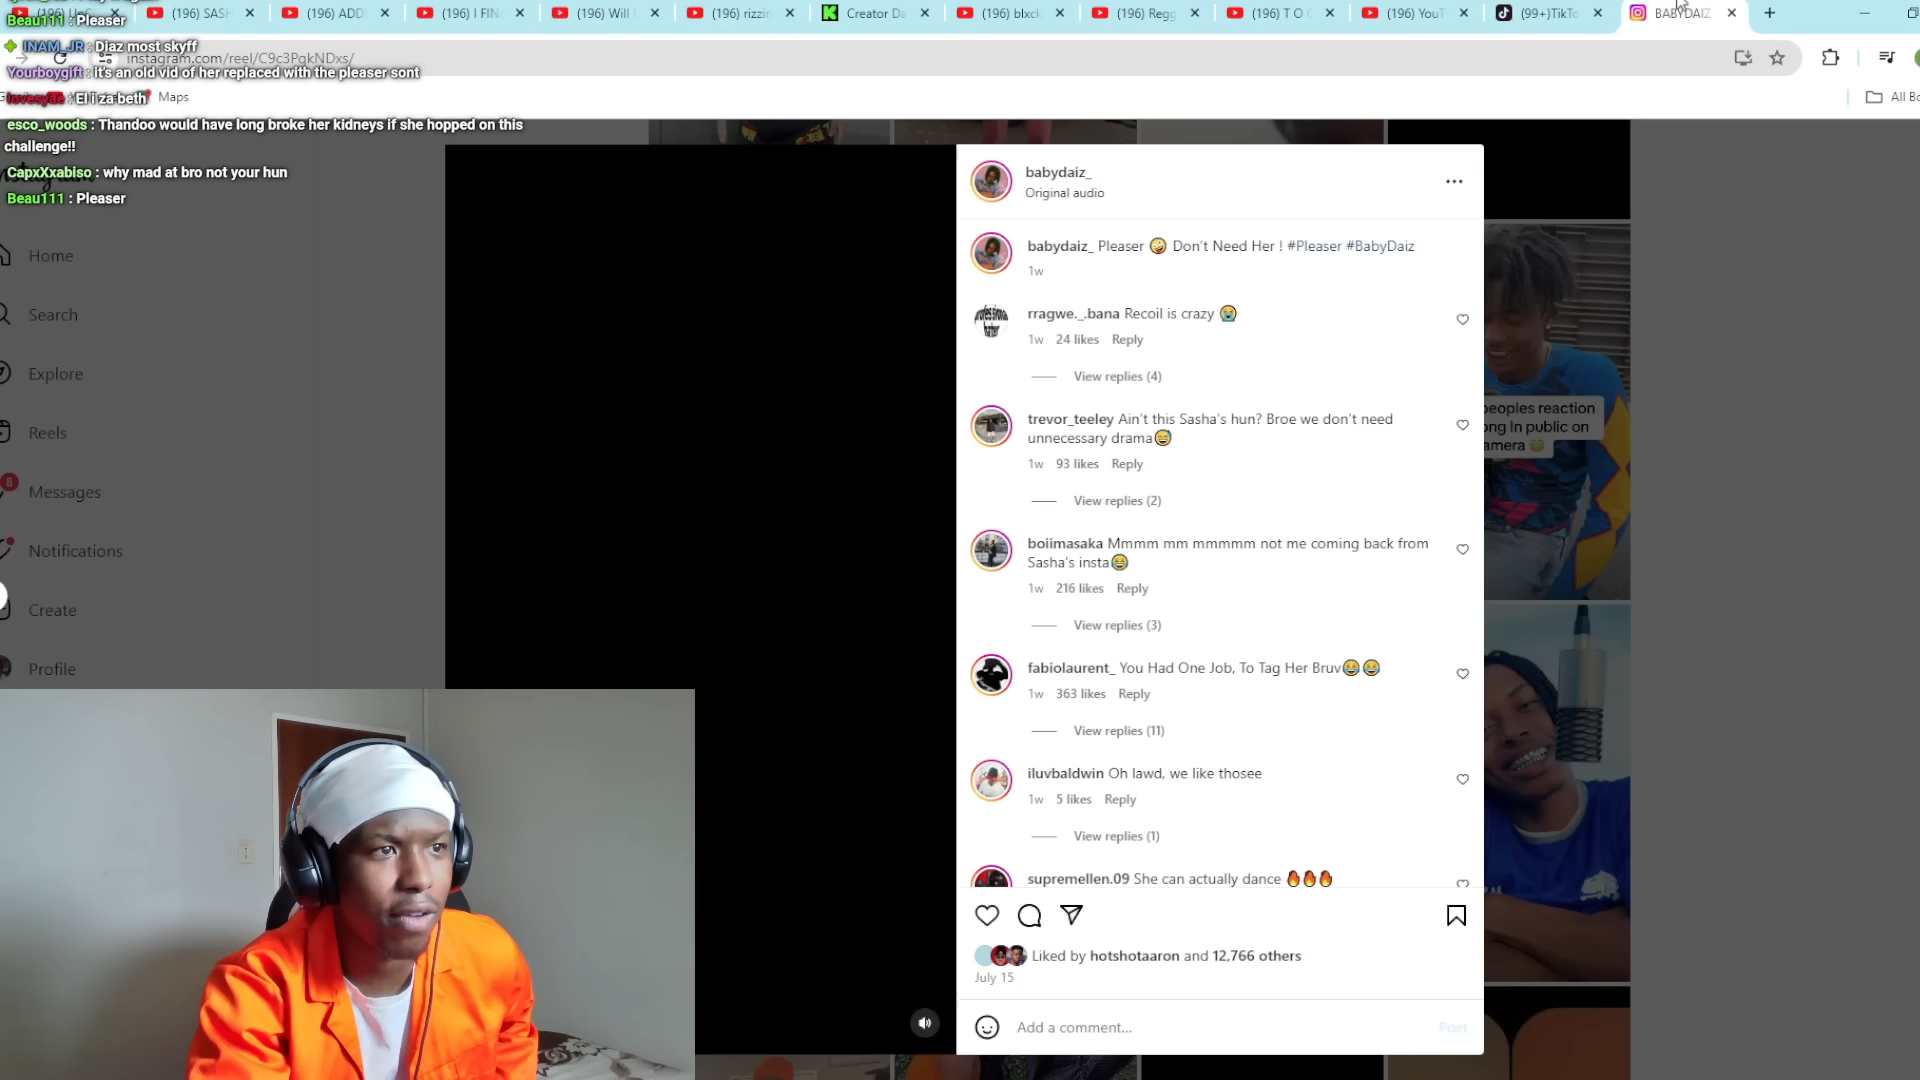 (196) SASH
(196) ADD
(196) I FIN
(196) Will
(196) rizzin
Creator Da
(196) blxck
(196) Regg
(196) T O
(196) YouT
(99+)TikTo
BABYDAIZ
Beau111 : Pleaser
INAM_JR : Diaz most skyff
instagram.com/reel/C9c3PqkNDxs/
Yourboygift : it's an old vid of her replaced with the pleaser sont
lovesyae : El i za beth
Maps
All Bo
esco_woods : Thandoo would have long broke her kidneys if she hopped on this
challenge!!
CapxXxabiso : why mad at bro not your hun
Beau111 : Pleaser
Home
Search
Explore
Reels
8
Messages
Notifications
Create
Profile
babydaiz_
Original audio
babydaiz_ Pleaser 🤪 Don't Need Her ! #Pleaser #BabyDaiz
1w
rragwe._.bana Recoil is crazy 😭
1w 24 likes Reply
View replies (4)
trevor_teeley Ain't this Sasha's hun? Broe we don't need
unnecessary drama😅
1w 93 likes Reply
View replies (2)
boiimasaka Mmmm mm mmmmm not me coming back from
Sasha's insta😂
1w 216 likes Reply
View replies (3)
fabiolaurent_ You Had One Job, To Tag Her Bruv😂😂
1w 363 likes Reply
View replies (11)
iluvbaldwin Oh lawd, we like thosee
1w 5 likes Reply
View replies (1)
supremellen.09 She can actually dance 🔥🔥🔥
Liked by hotshotaaron and 12,766 others
July 15
Add a comment...
Post
peoples reaction
ong In public on
amera